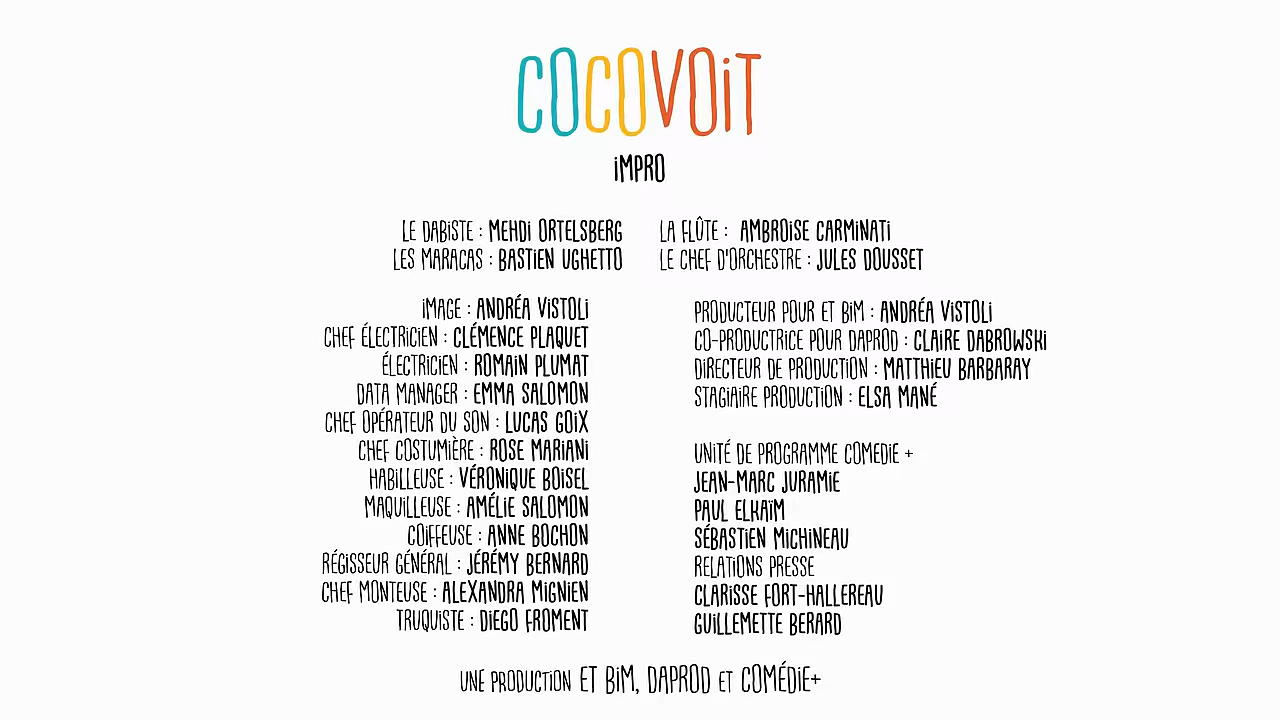 COCOVOiT
iMPRO
LE DABiSTE : MEHDi ORTELSBERG
LES MARACAS : BASTiEN UGHETTO
LA FLÛTE : AMBROiSE CARMiNATi
LE CHEF D'ORCHESTRE : JULES DOUSSET
iMAGE : ANDRÉA ViSTOLi
CHEF ÉLECTRiCiEN : CLÉMENCE PLAQUET
ÉLECTRiCiEN : ROMAiN PLUMAT
DATA MANAGER : EMMA SALOMON
CHEF OPÉRATEUR DU SON : LUCAS GOiX
CHEF COSTUMiÈRE : ROSE MARiANi
HABiLLEUSE : VÉRONiQUE BOiSEL
MAQUiLLEUSE : AMÉLiE SALOMON
COiFFEUSE : ANNE BOCHON
RÉGiSSEUR GÉNÉRAL : JÉRÉMY BERNARD
CHEF MONTEUSE : ALEXANDRA MiGNiEN
TRUQUiSTE : DiEGO FROMENT
PRODUCTEUR POUR ET BiM : ANDRÉA ViSTOLi
CO-PRODUCTRiCE POUR DAPROD : CLAiRE DABROWSKi
DiRECTEUR DE PRODUCTiON : MATTHiEU BARBARAY
STAGiAiRE PRODUCTiON : ELSA MANÉ
UNiTÉ DE PROGRAMME COMEDiE +
JEAN-MARC JURAMiE
PAUL ELKAÏM
SÉBASTiEN MiCHiNEAU
RELATiONS PRESSE
CLARiSSE FORT-HALLEREAU
GUiLLEMETTE BERARD
UNE PRODUCTiON ET BiM, DAPROD ET COMÉDiE+